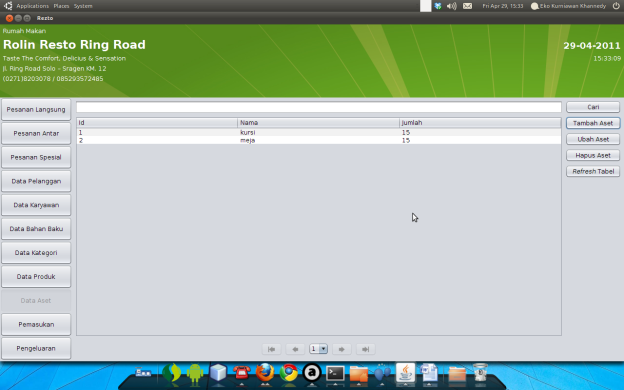 Applications Places System
Fri Apr 29, 15:33 Eko Kurniawan Khannedy
Resto
Rumah Makan
Rolin Resto Ring Road
29-04-2011
Taste The Comfort, Delicius & Sensation
15:33:09
Jl. Ring Road Solo - Sragen KM. 12
(0271)8203078 / 085293572485
Pesanan Langsung
Cari
Id Nama Jumlah
Tambah Aset
1 kursi 15
Pesanan Antar
2 meja 15
Ubah Aset
Pesanan Spesial
Hapus Aset
Refresh Tabel
Data Pelanggan
Data Karyawan
Data Bahan Baku
Data Kategori
Data Produk
Data Aset
Pemasukan
Pengeluaran
1